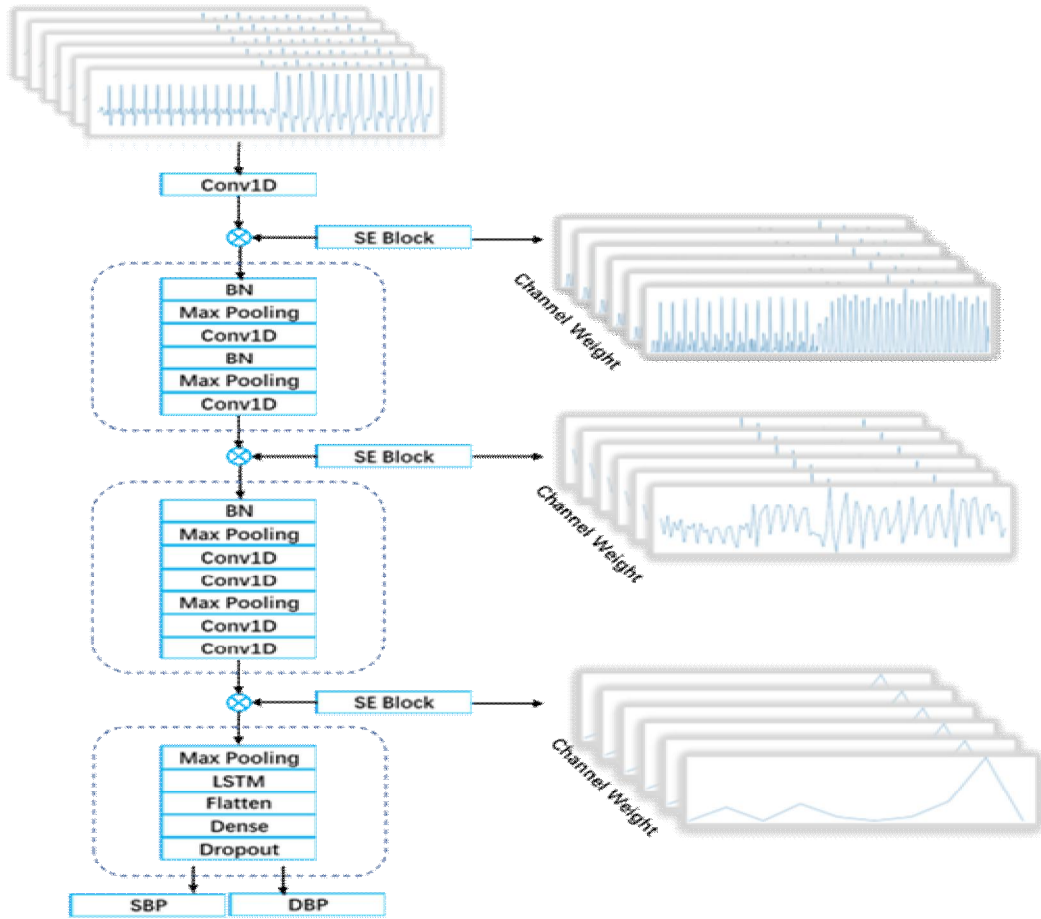 Conv1D
SE Block
Channel Weight
BN
Max Pooling
Conv1D
BN
Max Pooling
Conv1D
SE Block
Channel Weight
BN
Max Pooling
Conv1D
Conv1D
Max Pooling
Conv1D
Conv1D
SE Block
Channel Weight
Max Pooling
LSTM
Flatten
Dense
Dropout
SBP
DBP